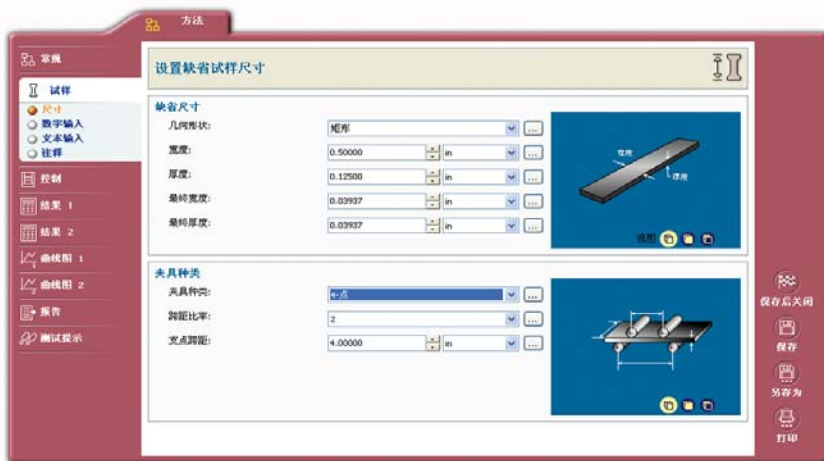 方法
常规
试样
尺寸
数字输入
文本输入
注释
控制
结果 1
结果 2
曲线图 1
曲线图 2
报告
测试提示
设置缺省试样尺寸
缺省尺寸
几何形状: 矩形 ...
宽度: 0.50000 in ...
厚度: 0.12500 in ...
最终宽度: 0.03937 in ...
最终厚度: 0.03937 in ...
宽度
厚度
视图
夹具种类
夹具种类: 4-点 ...
跨距比率: 2 ...
支点跨距: 4.00000 in ...
保存后关闭
保存
另存为
打印